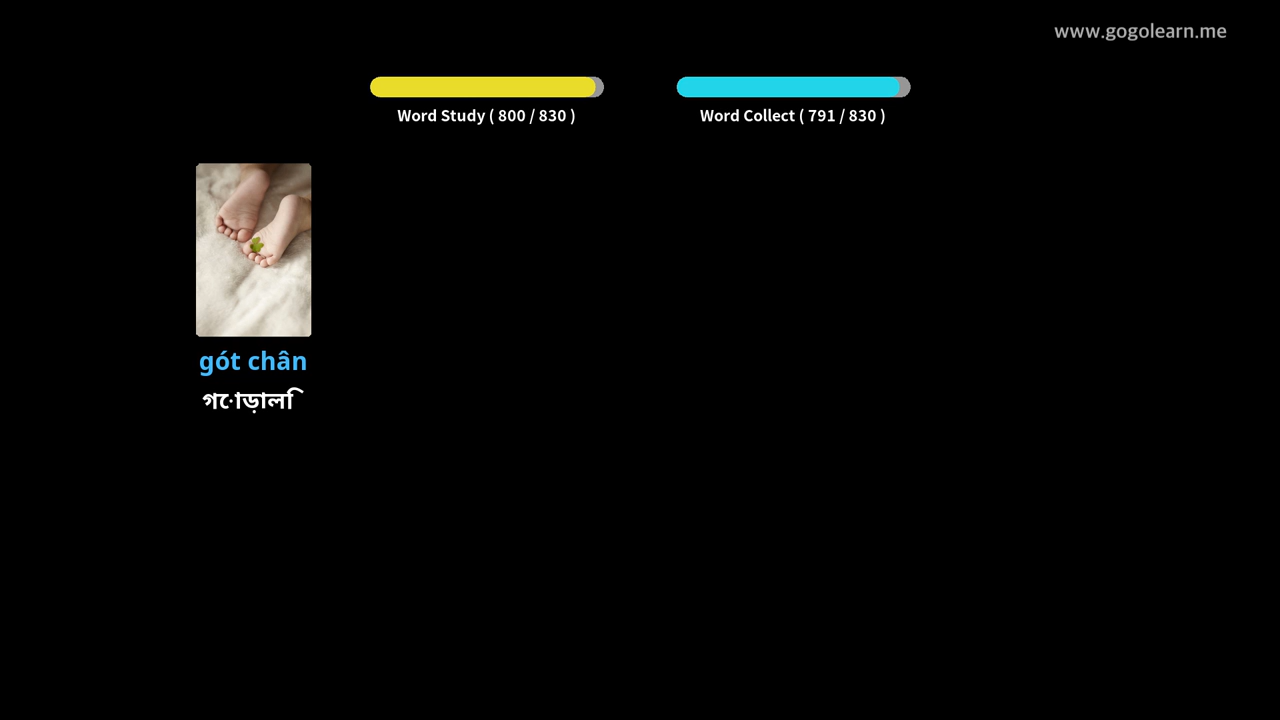 www.gogolearn.me
Word Study ( 800 / 830 )
Word Collect ( 791 / 830 )
gót chân
গোড়ালি